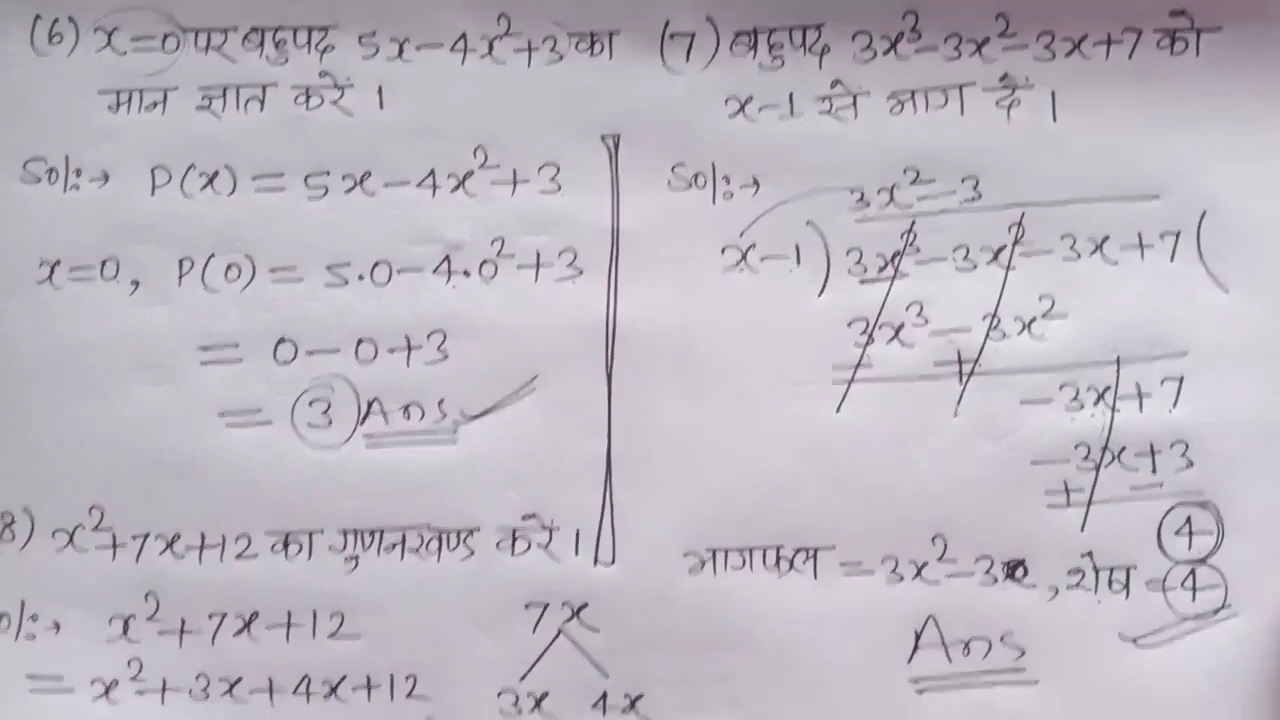 (6) x=0 पर बहुपद 5x-4x²+3 का
मान ज्ञात करें ।
Sol:→ P(x) = 5x-4x²+3
x=0, P(0) = 5.0-4.0²+3
= 0-0+3
= 3 Ans
(7) बहुपद 3x³-3x²-3x+7 को
x-1 से भाग दें ।
Sol:→
3x²-3
x-1) 3x³-3x²-3x+7 (
3x³-3x²
- +
-3x+7
-3x+3
+ -
4
भागफल = 3x²-3, शेष = 4
Ans
8) x²+7x+12 का गुणनखण्ड करें ।
ol:→ x²+7x+12
= x²+3x+4x+12
7x
3x 4x